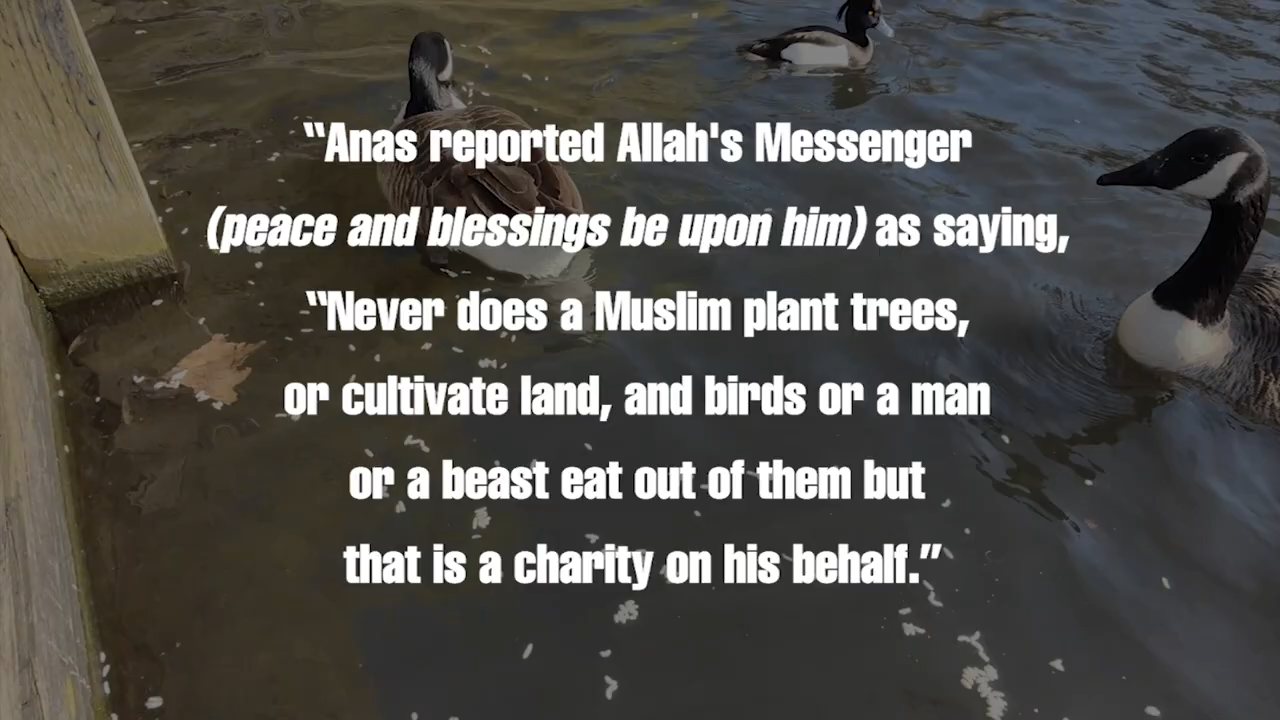 “Anas reported Allah's Messenger
(peace and blessings be upon him) as saying,
“Never does a Muslim plant trees,
or cultivate land, and birds or a man
or a beast eat out of them but
that is a charity on his behalf.”